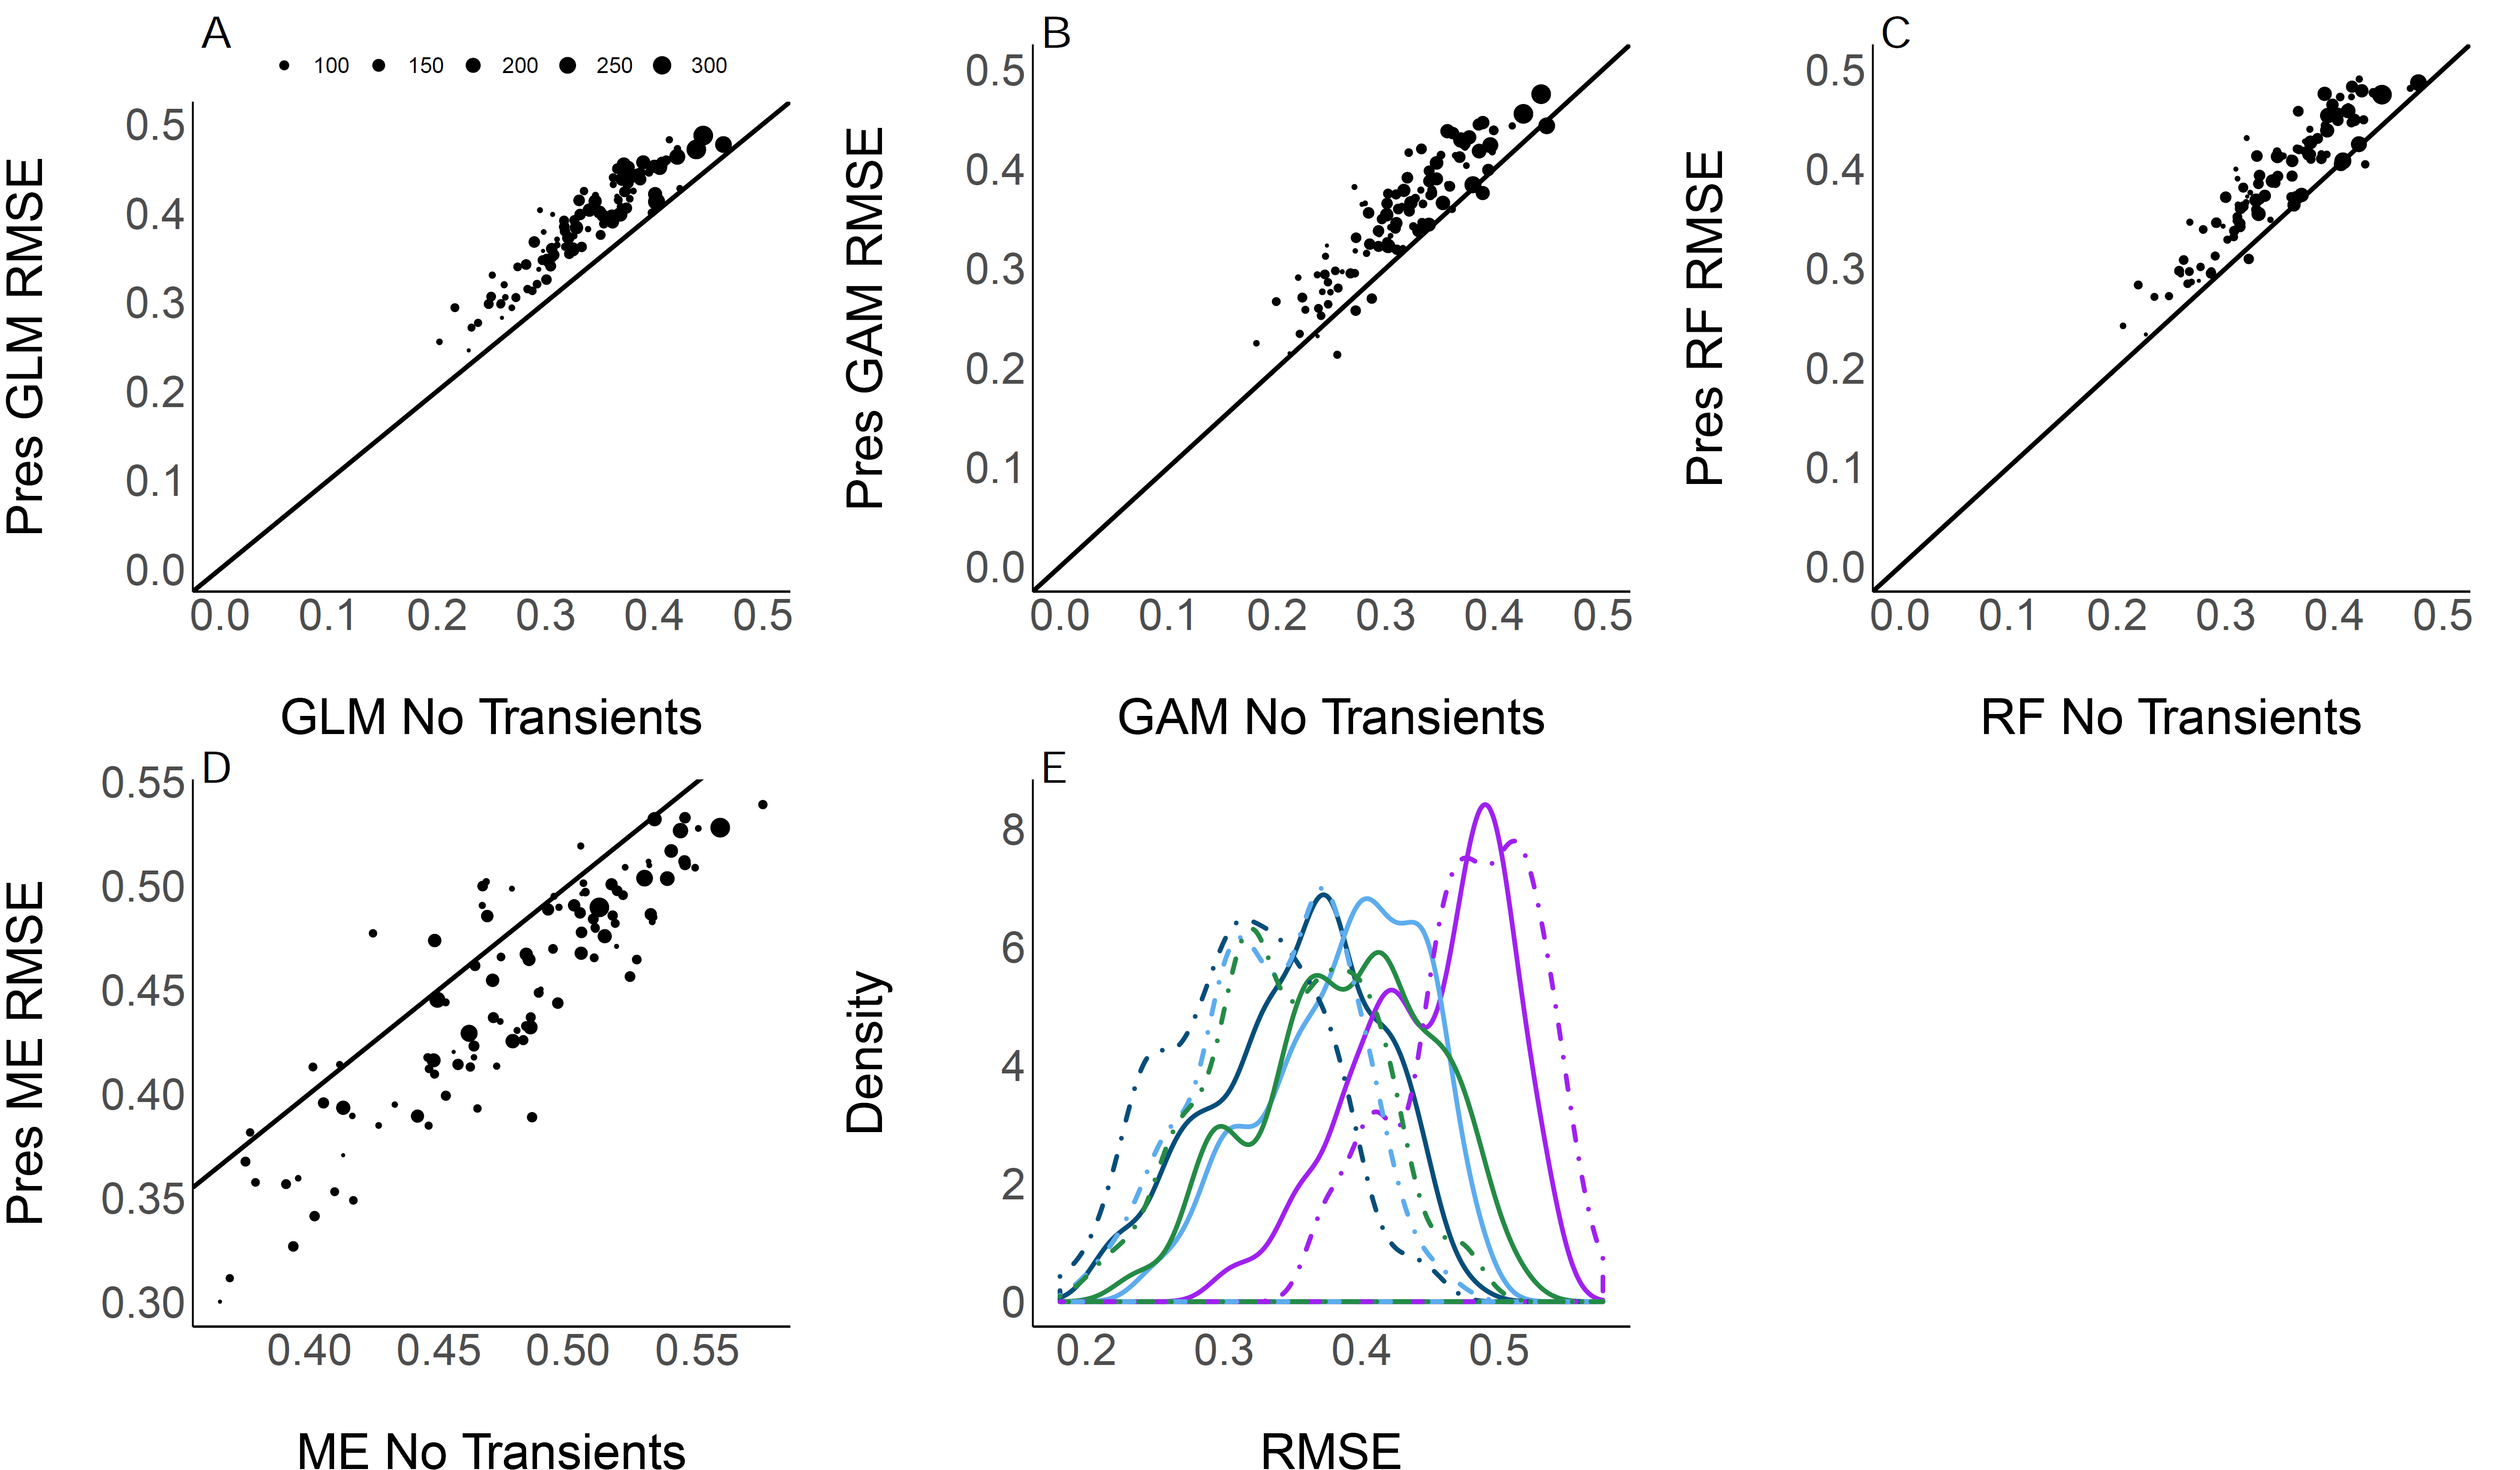 A
100 150 200 250 300
Pres GLM RMSE
0.5
0.4
0.3
0.2
0.1
0.0
0.0 0.1 0.2 0.3 0.4 0.5
GLM No Transients
B
Pres GAM RMSE
0.5
0.4
0.3
0.2
0.1
0.0
0.0 0.1 0.2 0.3 0.4 0.5
GAM No Transients
C
Pres RF RMSE
0.5
0.4
0.3
0.2
0.1
0.0
0.0 0.1 0.2 0.3 0.4 0.5
RF No Transients
D
Pres ME RMSE
0.55
0.50
0.45
0.40
0.35
0.30
0.40 0.45 0.50 0.55
ME No Transients
E
Density
8
6
4
2
0
0.2 0.3 0.4 0.5
RMSE